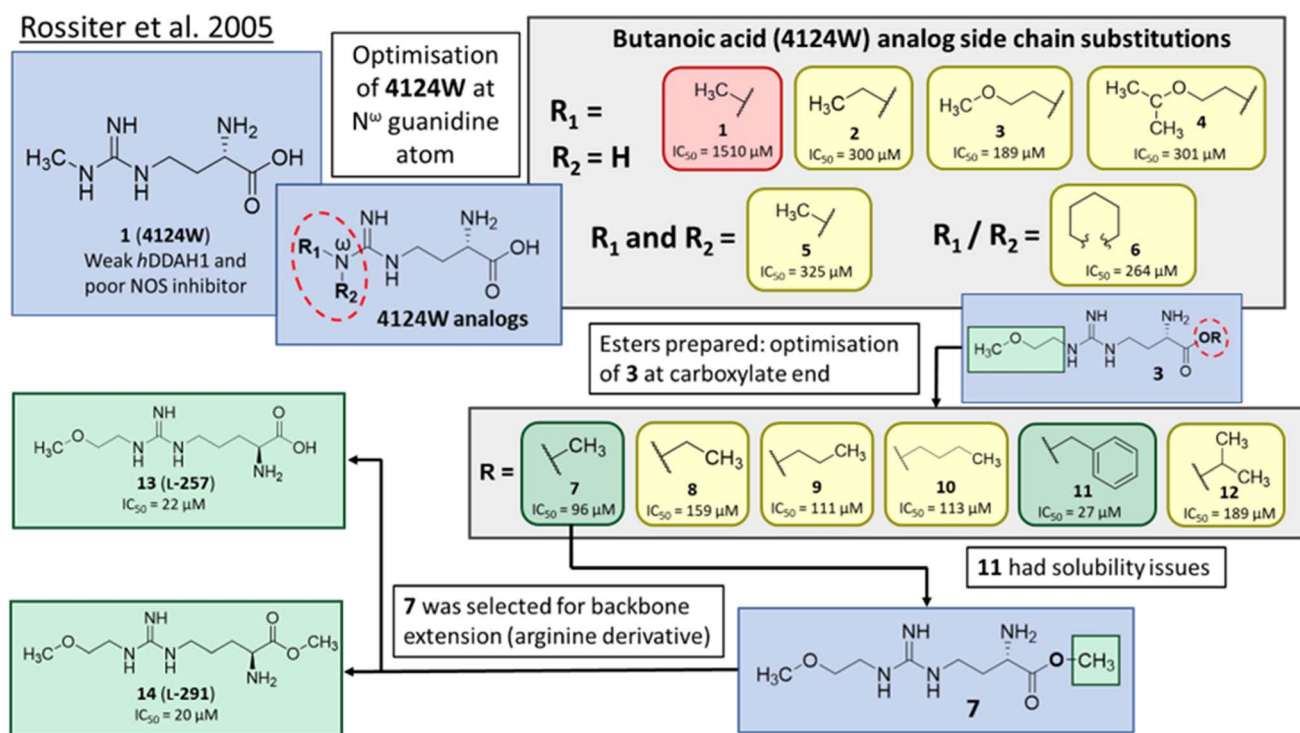 Rossiter et al. 2005
NH
NH₂
H₃C
N
H
N
H
OH
O
1 (4124W)
Weak hDDAH1 and
poor NOS inhibitor
Optimisation
of 4124W at
Nω guanidine
atom
NH
NH₂
R₁
ω
N
R₂
N
H
OH
O
4124W analogs
Butanoic acid (4124W) analog side chain substitutions
R₁ =
R₂ = H
H₃C
1
IC₅₀ = 1510 µM
H₃C
2
IC₅₀ = 300 µM
H₃C
O
3
IC₅₀ = 189 µM
CH₃
O
CH₃
4
IC₅₀ = 301 µM
R₁ and R₂ =
H₃C
5
IC₅₀ = 325 µM
R₁ / R₂ =
6
IC₅₀ = 264 µM
Esters prepared: optimisation
of 3 at carboxylate end
H₃C
O
NH
NH₂
N
H
N
H
OR
O
3
R =
CH₃
7
IC₅₀ = 96 µM
CH₃
8
IC₅₀ = 159 µM
CH₃
9
IC₅₀ = 111 µM
CH₃
10
IC₅₀ = 113 µM
11
IC₅₀ = 27 µM
CH₃
CH₃
12
IC₅₀ = 189 µM
11 had solubility issues
7 was selected for backbone
extension (arginine derivative)
NH
O
H₃C
O
N
H
N
H
OH
NH₂
13 (L-257)
IC₅₀ = 22 µM
NH
O
H₃C
O
N
H
N
H
O
CH₃
NH₂
14 (L-291)
IC₅₀ = 20 µM
NH
NH₂
H₃C
O
N
H
N
H
O
CH₃
O
7